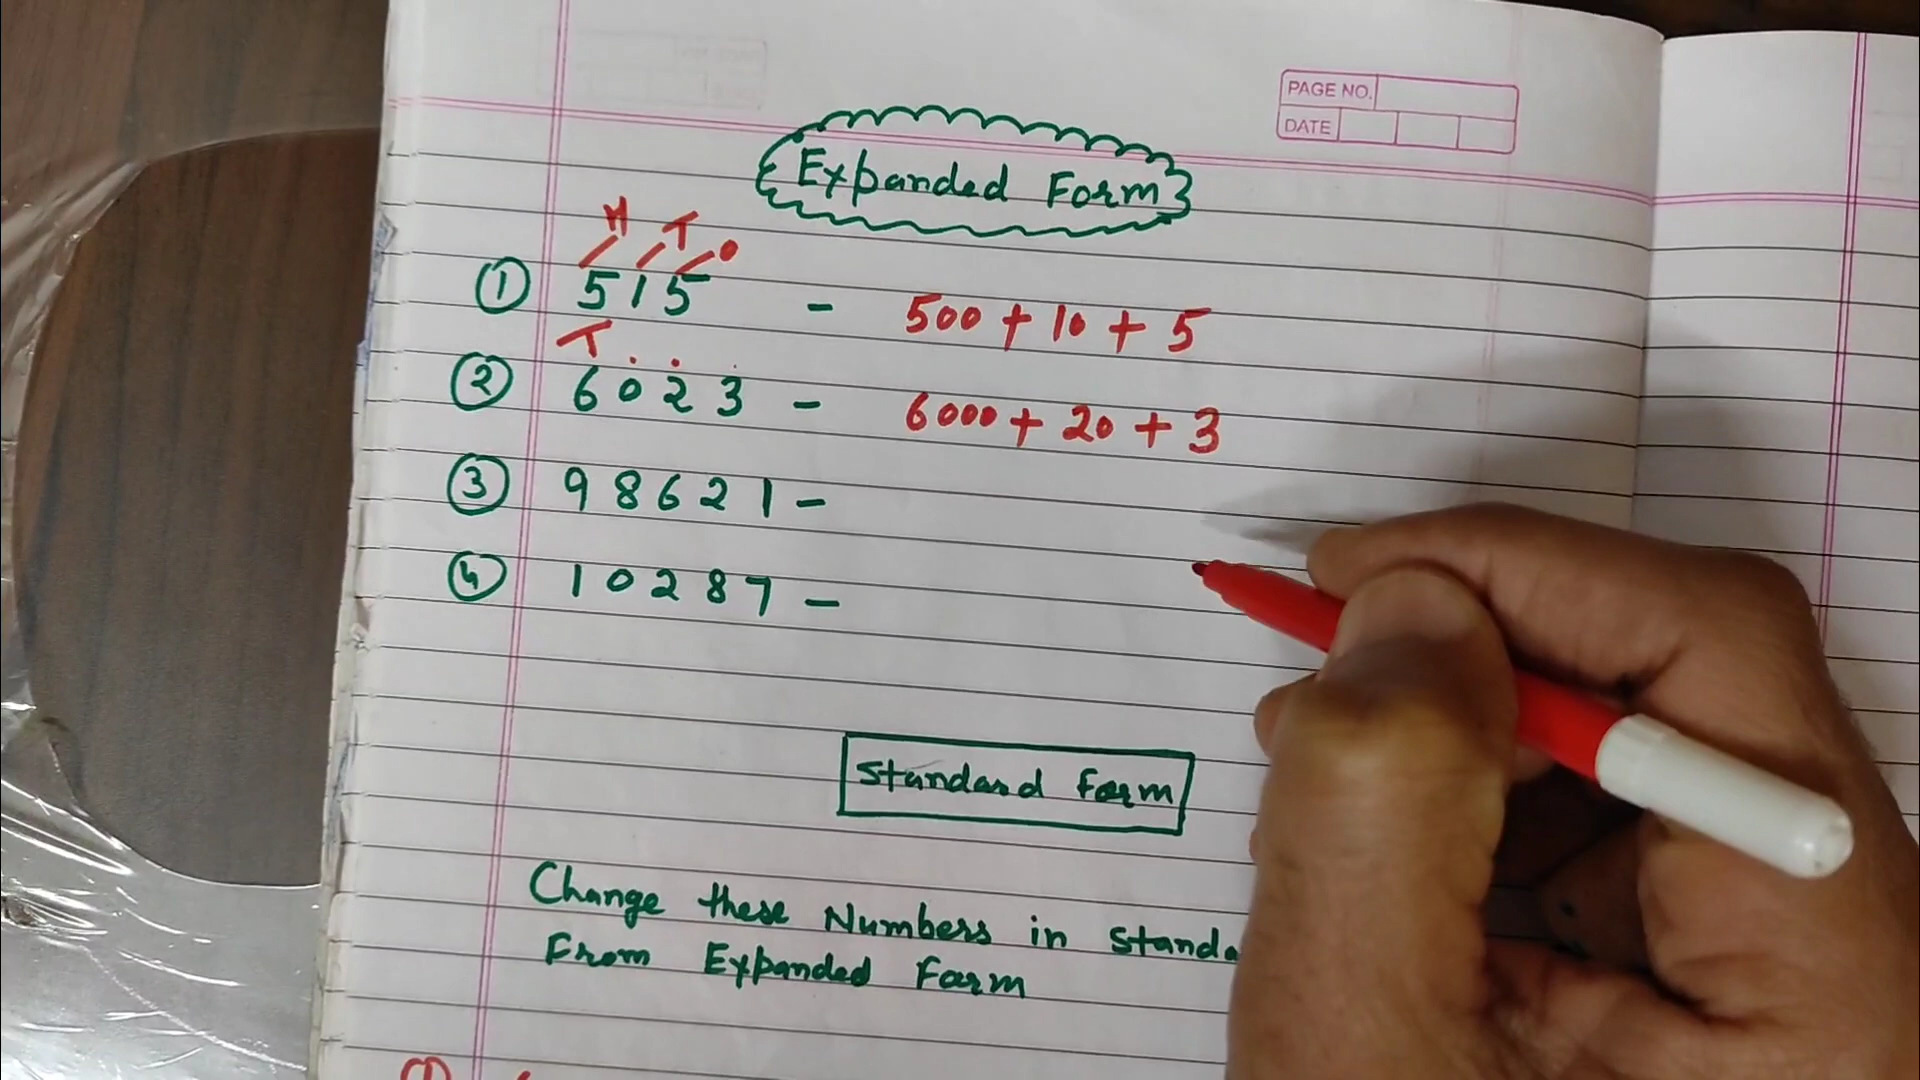 PAGE NO.
DATE
Expanded Form
H T O
① 515 - 500 + 10 + 5
T
② 6023 - 6000 + 20 + 3
③ 98621 -
④ 10287 -
Standard Form
Change these Numbers in
From Expanded Form